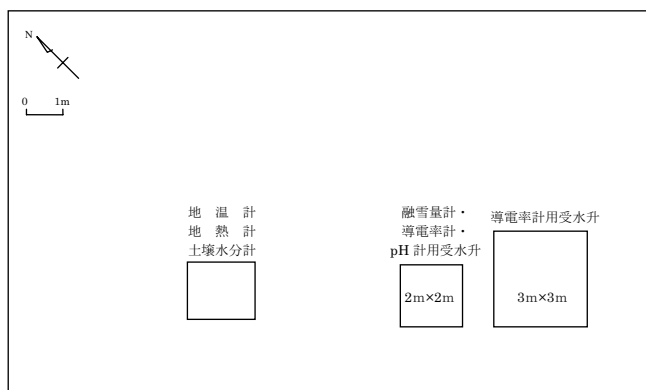 N
0 1m
地 温 計
地 熱 計
土壌水分計
融雪量計・
導電率計・
pH 計用受水升
導電率計用受水升
2m×2m
3m×3m